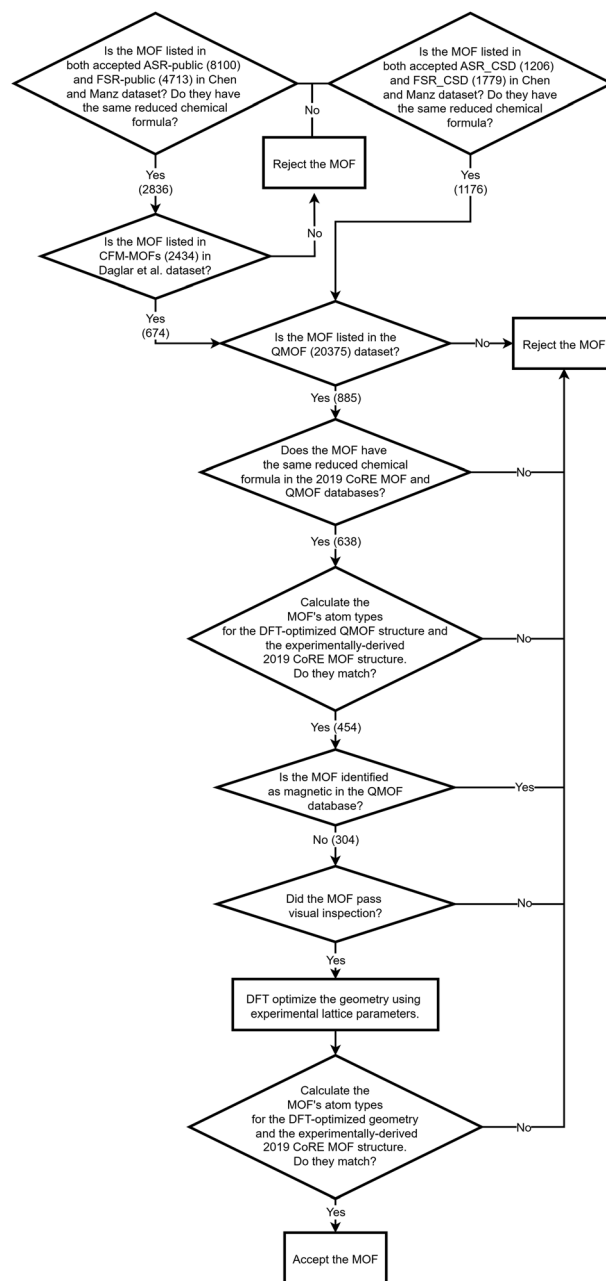 Is the MOF listed in
both accepted ASR-public (8100)
and FSR-public (4713) in Chen
and Manz dataset? Do they have
the same reduced chemical
formula?
Is the MOF listed in
both accepted ASR_CSD (1206)
and FSR_CSD (1779) in Chen
and Manz dataset? Do they have
the same reduced chemical
formula?
No
Reject the MOF
Yes
(2836)
Yes
(1176)
Is the MOF listed in
CFM-MOFs (2434) in
Daglar et al. dataset?
No
Yes
(674)
Is the MOF listed in the
QMOF (20375) dataset?
No
Reject the MOF
Yes (885)
Does the MOF have
the same reduced chemical
formula in the 2019 CoRE MOF and
QMOF databases?
No
Yes (638)
Calculate the
MOF's atom types
for the DFT-optimized QMOF structure and
the experimentally-derived
2019 CoRE MOF structure.
Do they match?
No
Yes (454)
Is the MOF identified
as magnetic in the QMOF
database?
Yes
No (304)
Did the MOF pass
visual inspection?
No
Yes
DFT optimize the geometry using
experimental lattice parameters.
Calculate the
MOF's atom types
for the DFT-optimized geometry
and the experimentally-derived
2019 CoRE MOF structure.
Do they match?
No
Yes
Accept the MOF